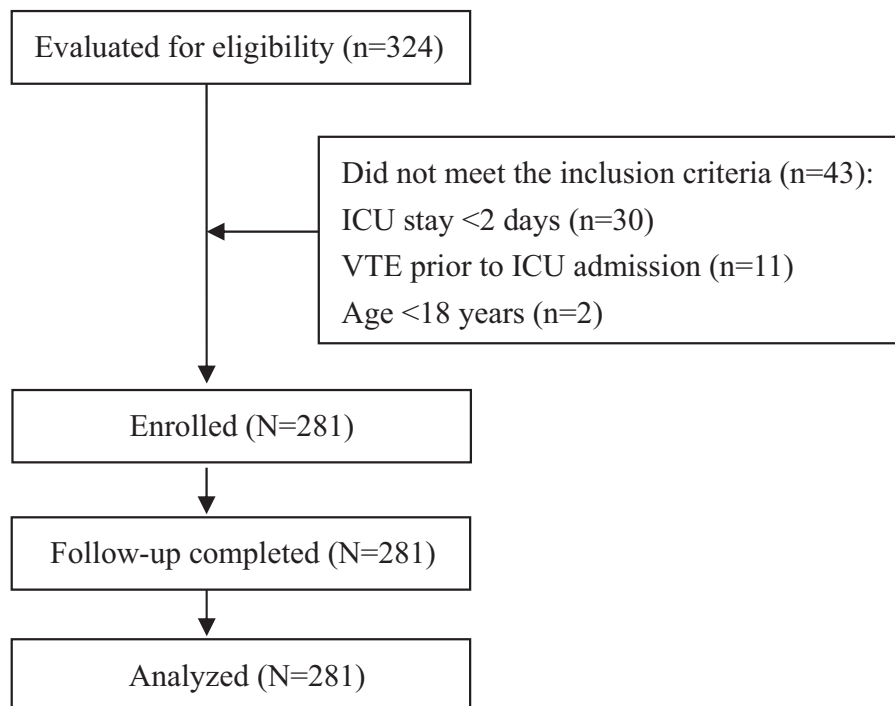 Evaluated for eligibility (n=324)
Did not meet the inclusion criteria (n=43):
ICU stay <2 days (n=30)
VTE prior to ICU admission (n=11)
Age <18 years (n=2)
Enrolled (N=281)
Follow-up completed (N=281)
Analyzed (N=281)